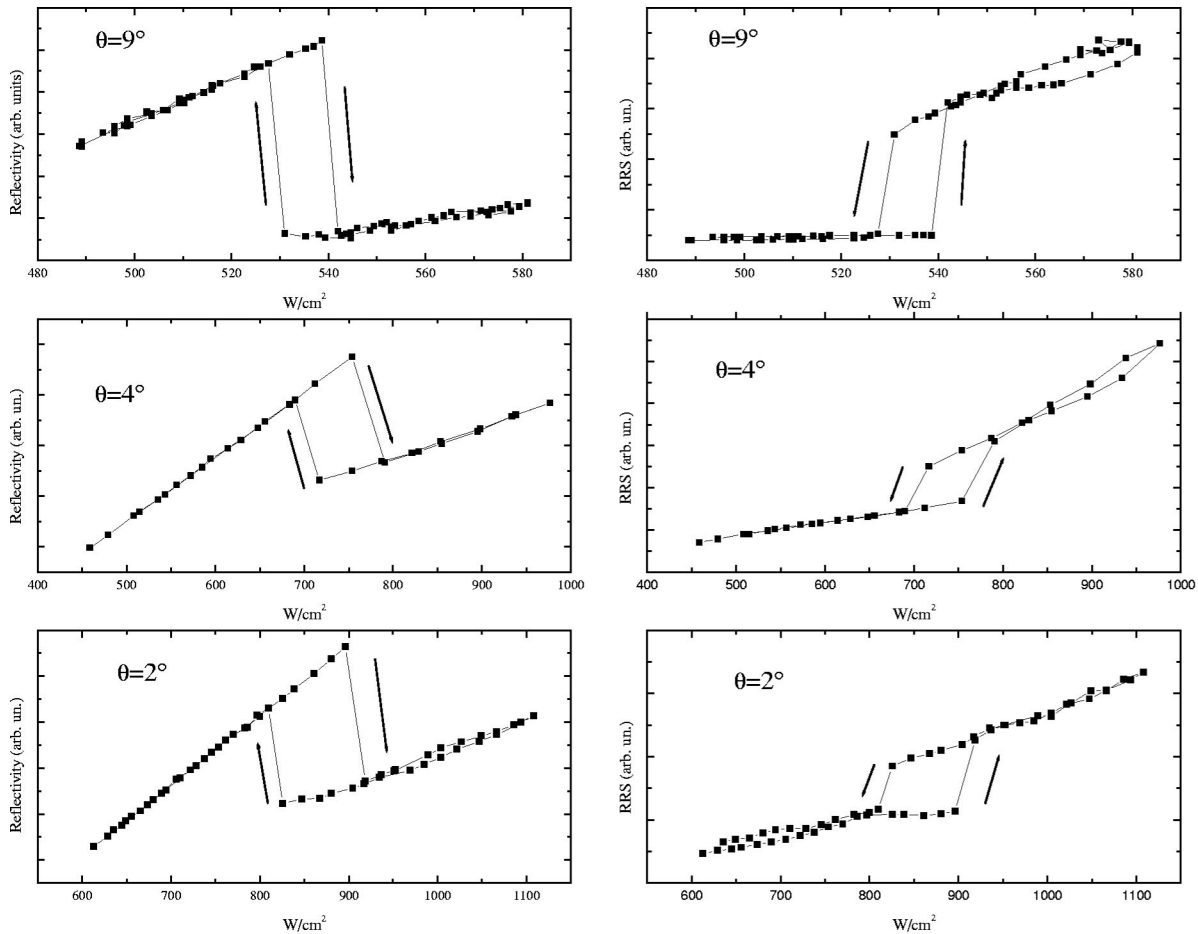 θ=9°
Reflectivity (arb. units)
480 500 520 540 560 580
W/cm²
θ=9°
RRS (arb. un.)
480 500 520 540 560 580
W/cm²
θ=4°
Reflectivity (arb. un.)
400 500 600 700 800 900 1000
W/cm²
θ=4°
RRS (arb. un.)
400 500 600 700 800 900 1000
W/cm²
θ=2°
Reflectivity (arb. un.)
600 700 800 900 1000 1100
W/cm²
θ=2°
RRS (arb. un.)
600 700 800 900 1000 1100
W/cm²